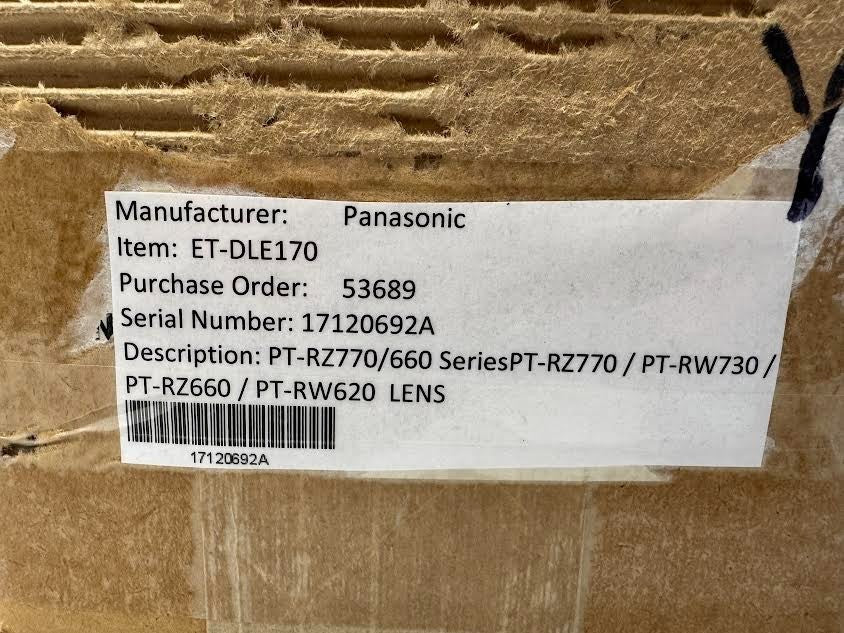 Manufacturer: Panasonic
Item: ET-DLE170
Purchase Order: 53689
Serial Number: 17120692A
Description: PT-RZ770/660 SeriesPT-RZ770 / PT-RW730 /
PT-RZ660 / PT-RW620 LENS
17120692A